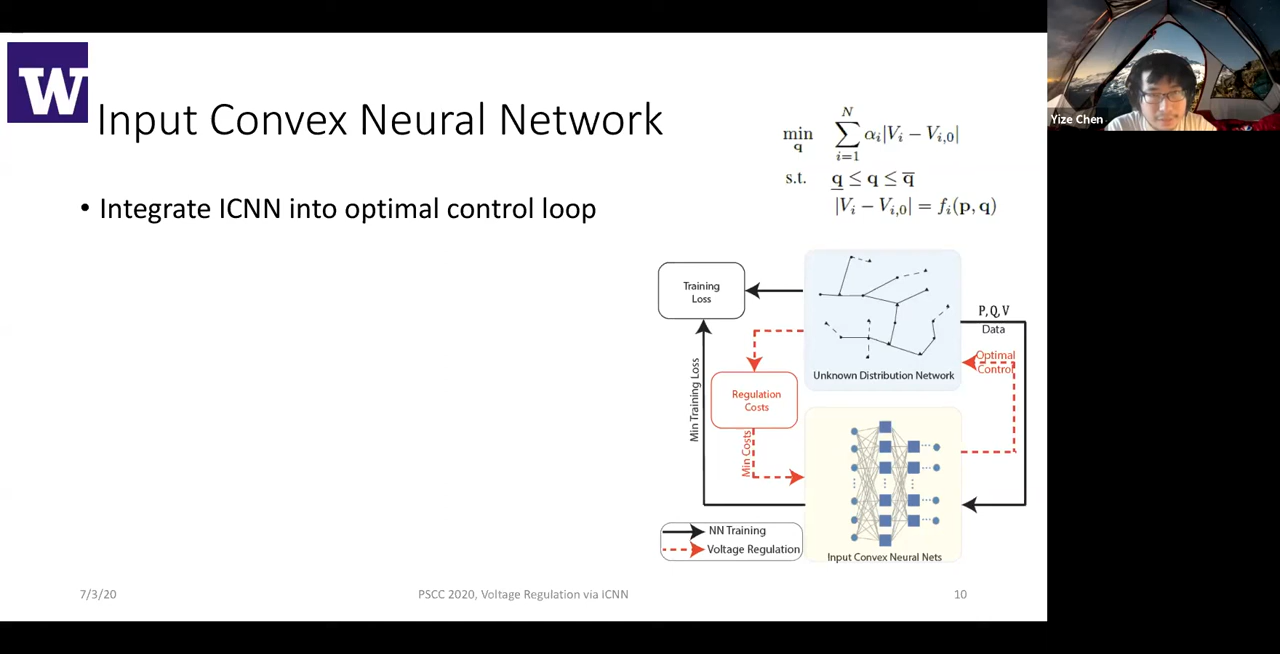 W
Input Convex Neural Network
• Integrate ICNN into optimal control loop
min q ∑ i=1 N αᵢ|Vᵢ − Vᵢ,₀|
s.t. q̲ ≤ q ≤ q̅
|Vᵢ − Vᵢ,₀| = fᵢ(p, q)
Training
Loss
P, Q, V
Data
Optimal
Control
Unknown Distribution Network
Regulation
Costs
Min Training Loss
Min Costs
NN Training
Voltage Regulation
Input Convex Neural Nets
7/3/20
PSCC 2020, Voltage Regulation via ICNN
10
Yize Chen